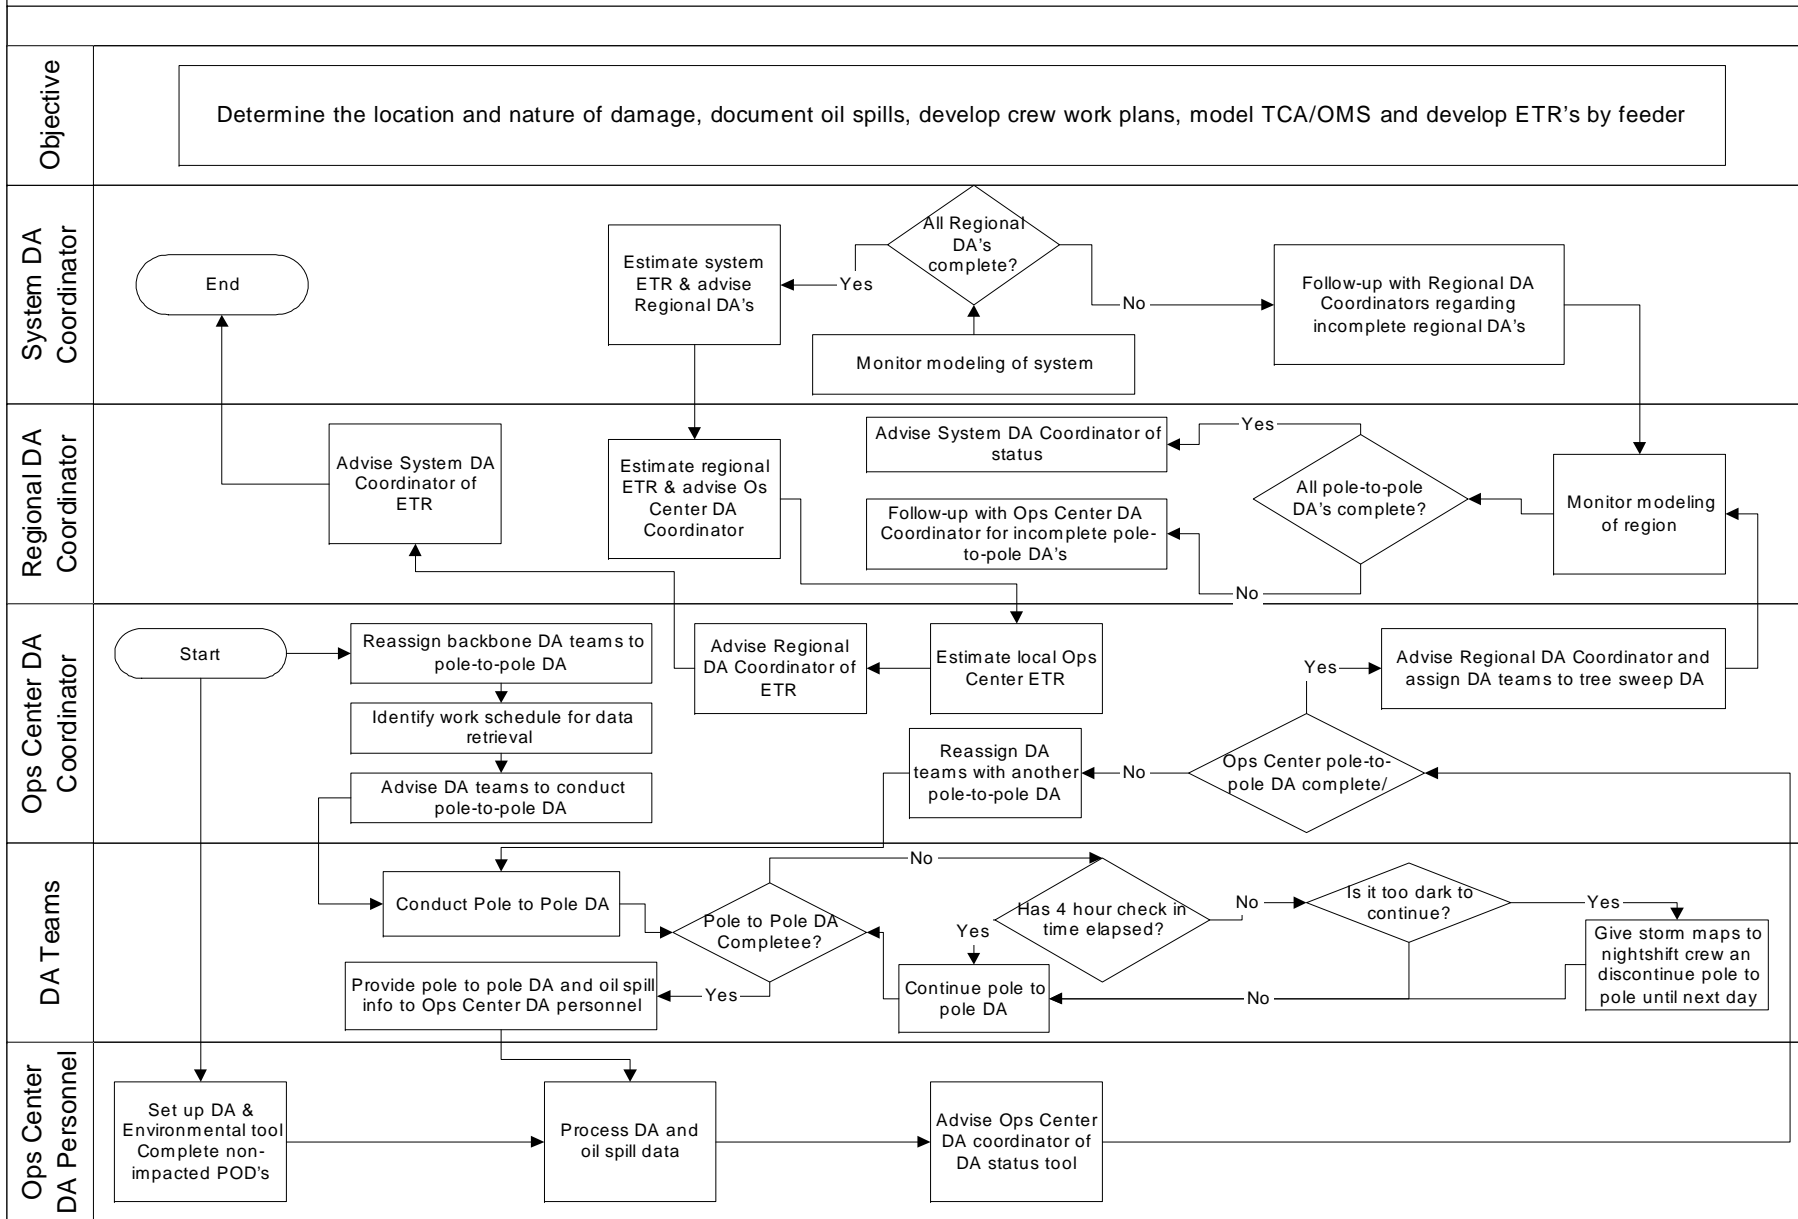 Objective
Determine the location and nature of damage, document oil spills, develop crew work plans, model TCA/OMS and develop ETR's by feeder
System DA
Coordinator
End
Estimate system
ETR & advise
Regional DA's
Yes
All Regional
DA's
complete?
No
Monitor modeling of system
Follow-up with Regional DA
Coordinators regarding
incomplete regional DA's
Regional DA
Coordinator
Advise System DA
Coordinator of
ETR
Estimate regional
ETR & advise Os
Center DA
Coordinator
Advise System DA Coordinator of
status
Yes
Follow-up with Ops Center DA
Coordinator for incomplete pole-
to-pole DA's
No
All pole-to-pole
DA's complete?
Monitor modeling
of region
Ops Center DA
Coordinator
Start
Reassign backbone DA teams to
pole-to-pole DA
Identify work schedule for data
retrieval
Advise DA teams to conduct
pole-to-pole DA
Advise Regional
DA Coordinator of
ETR
Estimate local Ops
Center ETR
Yes
Advise Regional DA Coordinator and
assign DA teams to tree sweep DA
Reassign DA
teams with another
pole-to-pole DA
No
Ops Center pole-to-
pole DA complete/
DA Teams
Conduct Pole to Pole DA
Pole to Pole DA
Completee?
No
Yes
Provide pole to pole DA and oil spill
info to Ops Center DA personnel
Has 4 hour check in
time elapsed?
Yes
No
Continue pole to
pole DA
Is it too dark to
continue?
Yes
No
Give storm maps to
nightshift crew an
discontinue pole to
pole until next day
Ops Center
DA Personnel
Set up DA &
Environmental tool
Complete non-
impacted POD's
Process DA and
oil spill data
Advise Ops Center
DA coordinator of
DA status tool